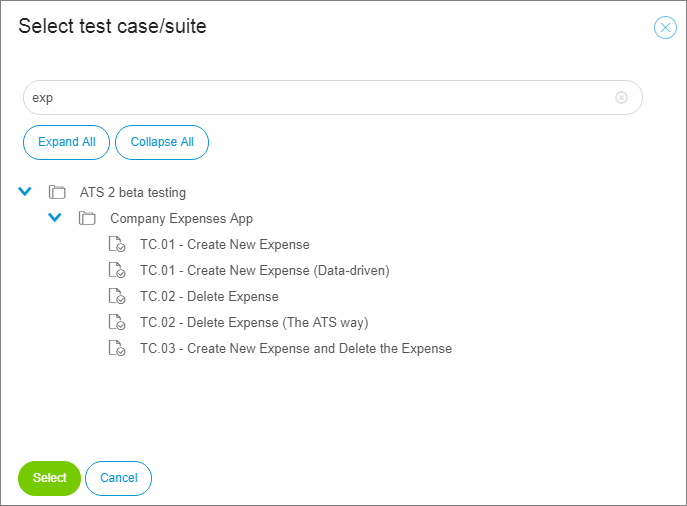 Select test case/suite
exp
Expand All Collapse All
ATS 2 beta testing
Company Expenses App
TC.01 - Create New Expense
TC.01 - Create New Expense (Data-driven)
TC.02 - Delete Expense
TC.02 - Delete Expense (The ATS way)
TC.03 - Create New Expense and Delete the Expense
Select Cancel